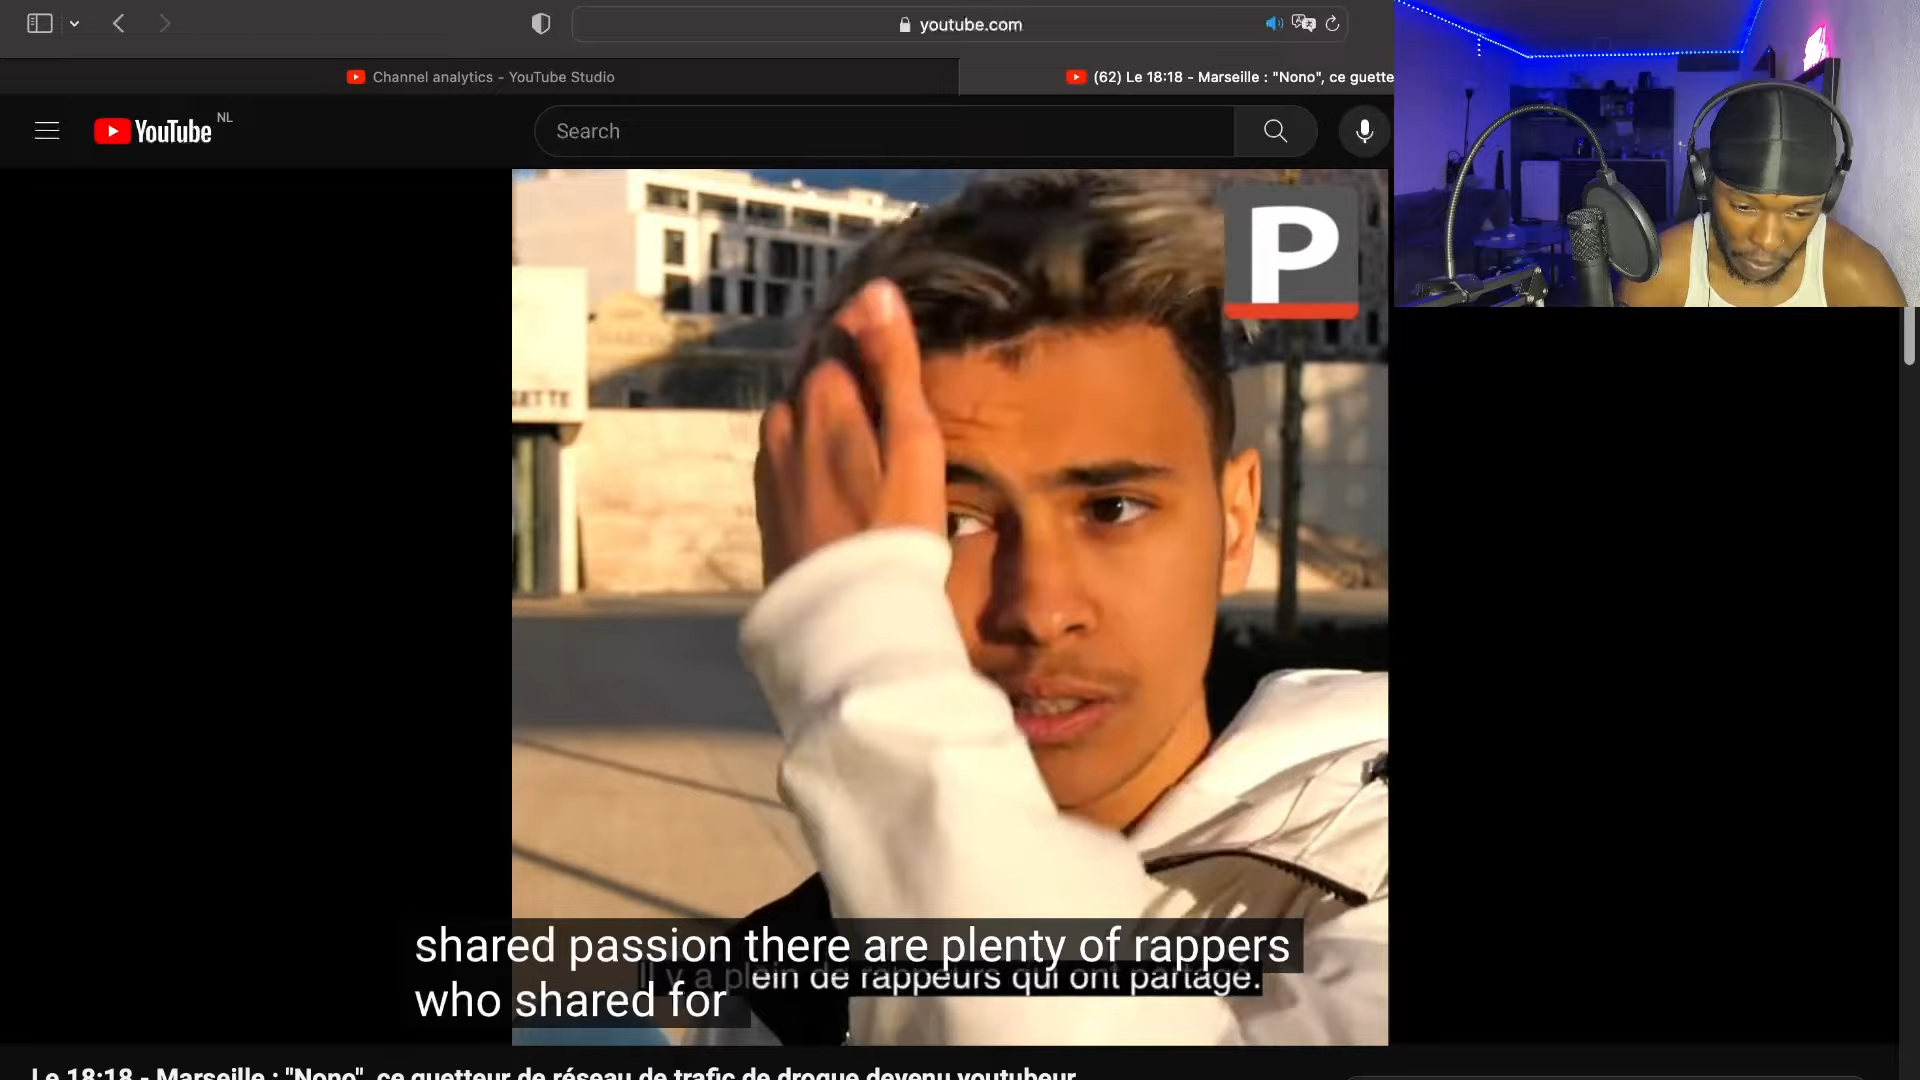 youtube.com
Channel analytics - YouTube Studio
(62) Le 18:18 - Marseille : "Nono", ce guette
YouTube NL
Search
P
ETTE
shared passion there are plenty of rappers
Il y a plein de rappeurs qui ont partagé.
who shared for
Le 18:18 - Marseille : "Nono", ce guetteur de réseau de trafic de drogue devenu youtubeur